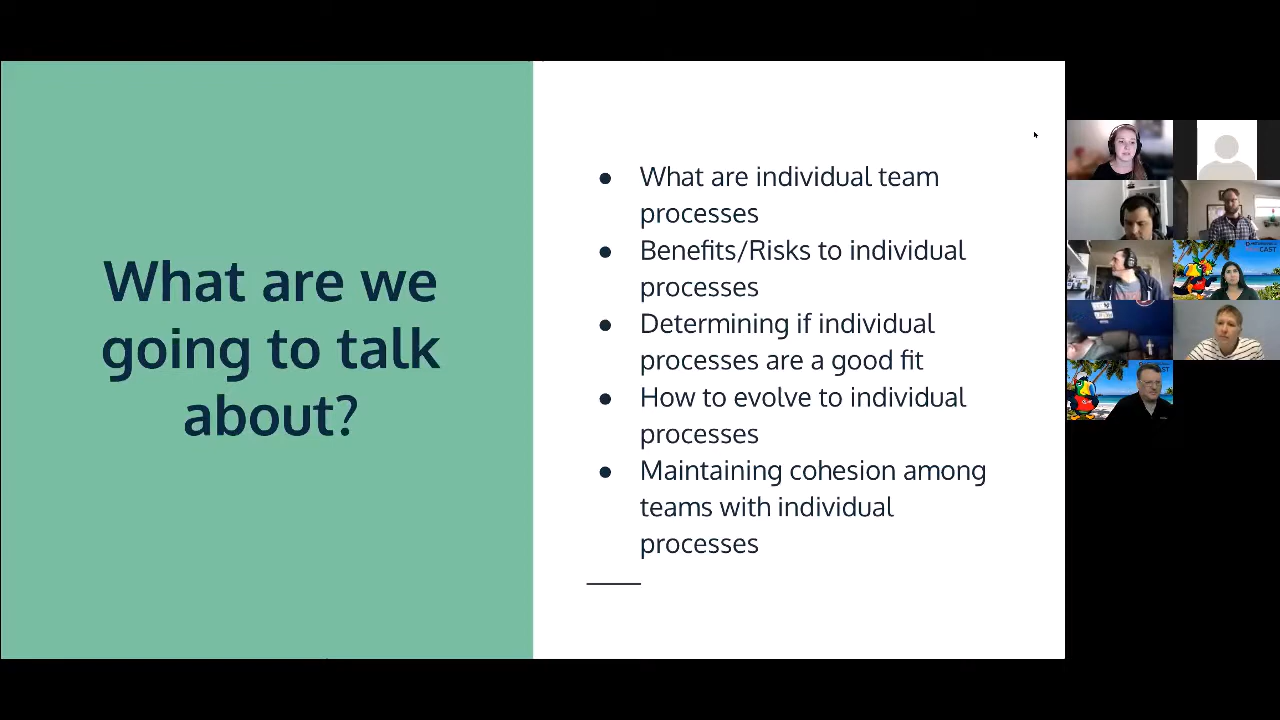 What are we
going to talk
about?
● What are individual team
processes
● Benefits/Risks to individual
processes
● Determining if individual
processes are a good fit
● How to evolve to individual
processes
● Maintaining cohesion among
teams with individual
processes